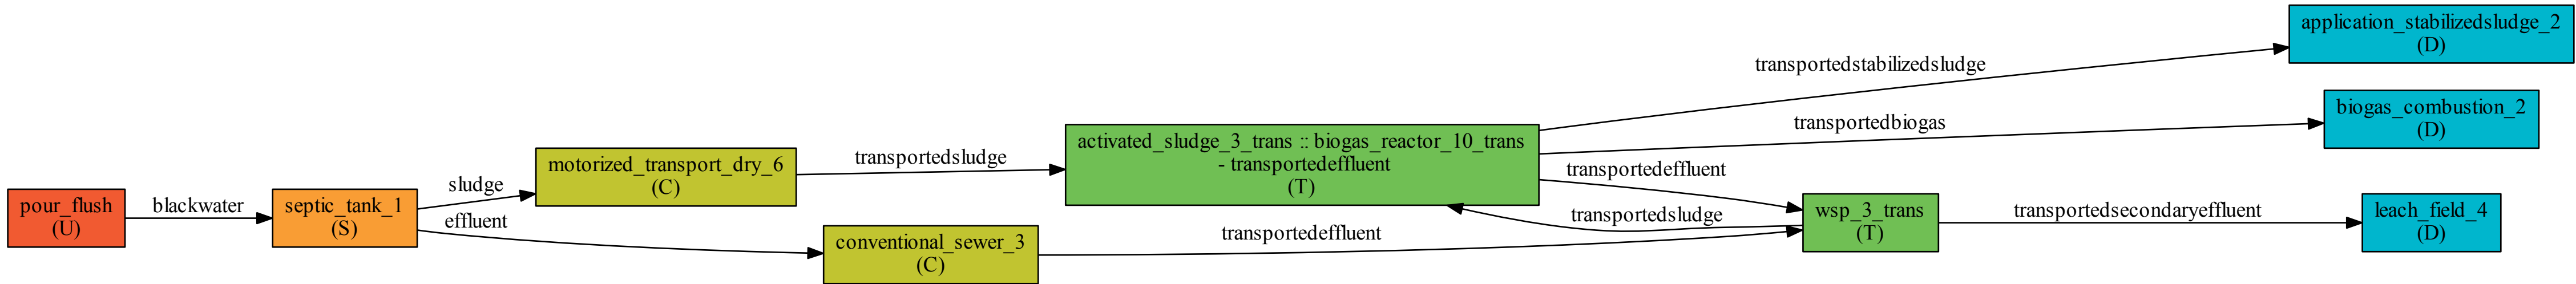 pour_flush
(U)
blackwater
septic_tank_1
(S)
sludge
effluent
motorized_transport_dry_6
(C)
conventional_sewer_3
(C)
transportedsludge
transportedeffluent
activated_sludge_3_trans :: biogas_reactor_10_trans
- transportedeffluent
(T)
transportedstabilizedsludge
transportedbiogas
transportedeffluent
transportedsludge
wsp_3_trans
(T)
transportedsecondaryeffluent
application_stabilizedsludge_2
(D)
biogas_combustion_2
(D)
leach_field_4
(D)